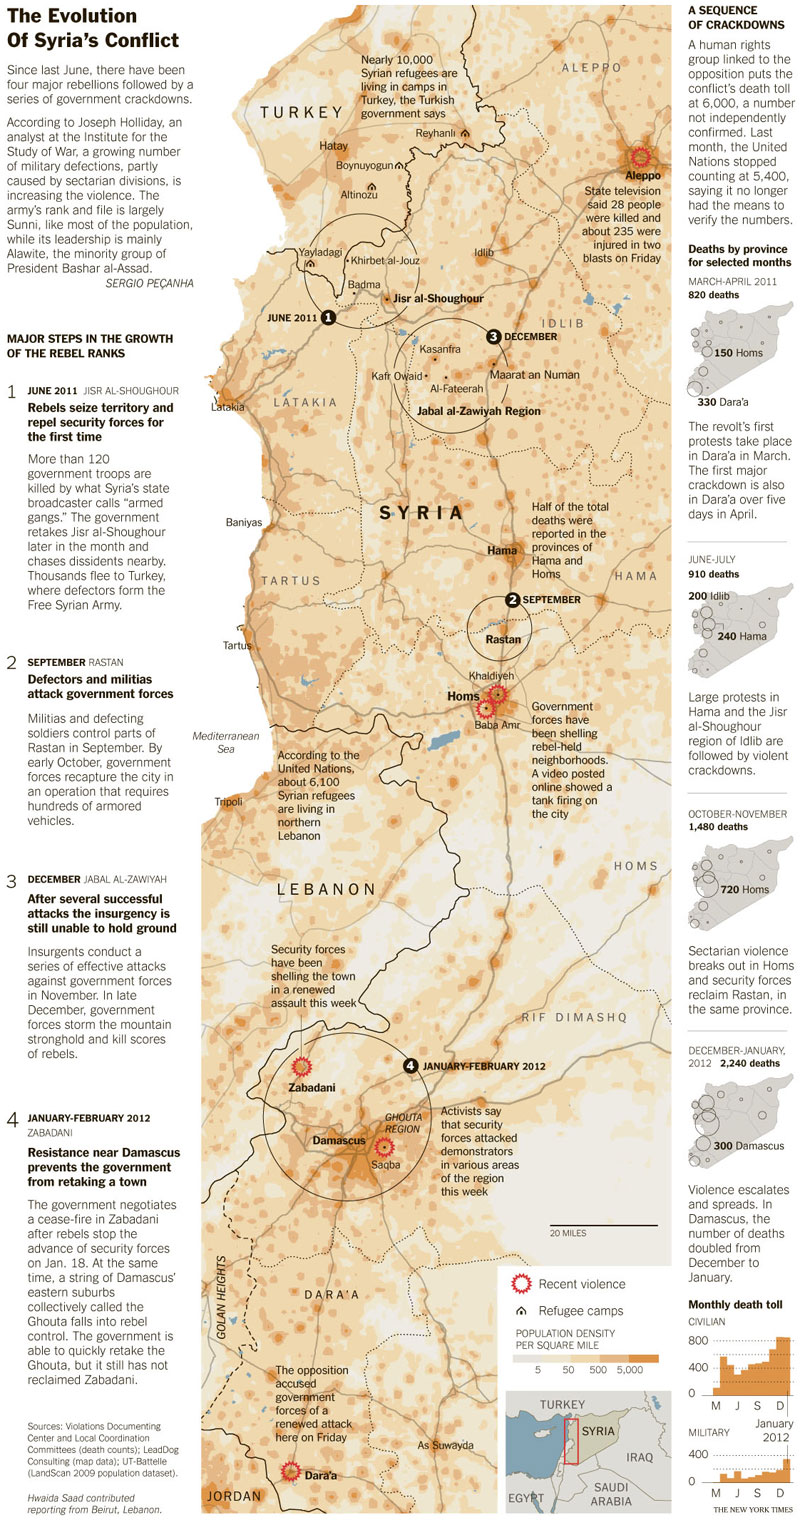 The Evolution
Of Syria's Conflict
Since last June, there have been
four major rebellions followed by a
series of government crackdowns.
According to Joseph Holliday, an
analyst at the Institute for the
Study of War, a growing number
of military defections, partly
caused by sectarian divisions, is
increasing the violence. The
army's rank and file is largely
Sunni, like most of the population,
while its leadership is mainly
Alawite, the minority group of
President Bashar al-Assad.
SERGIO PEÇANHA
MAJOR STEPS IN THE GROWTH
OF THE REBEL RANKS
1 JUNE 2011 JISR AL-SHOUGHOUR
Rebels seize territory and
repel security forces for
the first time
More than 120
government troops are
killed by what Syria's state
broadcaster calls "armed
gangs." The government
retakes Jisr al-Shoughour
later in the month and
chases dissidents nearby.
Thousands flee to Turkey,
where defectors form the
Free Syrian Army.
2 SEPTEMBER RASTAN
Defectors and militias
attack government forces
Militias and defecting
soldiers control parts of
Rastan in September. By
early October, government
forces recapture the city in
an operation that requires
hundreds of armored
vehicles.
3 DECEMBER JABAL AL-ZAWIYAH
After several successful
attacks the insurgency is
still unable to hold ground
Insurgents conduct a
series of effective attacks
against government forces
in November. In late
December, government
forces storm the mountain
stronghold and kill scores
of rebels.
4 JANUARY-FEBRUARY 2012
ZABADANI
Resistance near Damascus
prevents the government
from retaking a town
The government negotiates
a cease-fire in Zabadani
after rebels stop the
advance of security forces
on Jan. 18. At the same
time, a string of Damascus'
eastern suburbs
collectively called the
Ghouta falls into rebel
control. The government is
able to quickly retake the
Ghouta, but it still has not
reclaimed Zabadani.
Sources: Violations Documenting
Center and Local Coordination
Committees (death counts); LeadDog
Consulting (map data); UT-Battelle
(LandScan 2009 population dataset).
Hwaida Saad contributed
reporting from Beirut, Lebanon.
Nearly 10,000
Syrian refugees are
living in camps in
Turkey, the Turkish
government says
ALEPPO
TURKEY
Reyhanlı
Hatay
Boynuyogun
Altinozu
Aleppo
State television
said 28 people
were killed and
about 235 were
injured in two
blasts on Friday
Yayladagi
Khirbet al-Jouz
Idlib
Badma
Jisr al-Shoughour
JUNE 2011 1
IDLIB
3 DECEMBER
Kasanfra
Kafr Owaid
Al-Fateerah
Maarat an Numan
Jabal al-Zawiyah Region
Latakia
LATAKIA
SYRIA
Baniyas
Half of the total
deaths were
reported in the
provinces of
Hama and
Homs
Hama
TARTUS
HAMA
2 SEPTEMBER
Rastan
Tartus
Khaldiyeh
Homs
Baba Amr
Government
forces have
been shelling
rebel-held
neighborhoods.
A video posted
online showed a
tank firing on
the city
Mediterranean
Sea
According to the
United Nations,
about 6,100
Syrian refugees
are living in
northern
Lebanon
Tripoli
HOMS
LEBANON
Security forces
have been
shelling the town
in a renewed
assault this week
RIF DIMASHQ
Zabadani
4 JANUARY-FEBRUARY 2012
GHOUTA
REGION
Damascus
Saqba
Activists say
that security
forces attacked
demonstrators
in various areas
of the region
this week
20 MILES
GOLAN HEIGHTS
DARA'A
The opposition
accused
government
forces of a
renewed attack
here on Friday
As Suwayda
Dara'a
JORDAN
Recent violence
Refugee camps
POPULATION DENSITY
PER SQUARE MILE
5 50 500 5,000
TURKEY
SYRIA
IRAQ
SAUDI
ARABIA
EGYPT
A SEQUENCE
OF CRACKDOWNS
A human rights
group linked to the
opposition puts the
conflict's death toll
at 6,000, a number
not independently
confirmed. Last
month, the United
Nations stopped
counting at 5,400,
saying it no longer
had the means to
verify the numbers.
Deaths by province
for selected months
MARCH-APRIL 2011
820 deaths
150 Homs
330 Dara'a
The revolt's first
protests take place
in Dara'a in March.
The first major
crackdown is also
in Dara'a over five
days in April.
JUNE-JULY
910 deaths
200 Idlib
240 Hama
Large protests in
Hama and the Jisr
al-Shoughour
region of Idlib are
followed by violent
crackdowns.
OCTOBER-NOVEMBER
1,480 deaths
720 Homs
Sectarian violence
breaks out in Homs
and security forces
reclaim Rastan, in
the same province.
DECEMBER-JANUARY,
2012 2,240 deaths
300 Damascus
Violence escalates
and spreads. In
Damascus, the
number of deaths
doubled from
December to
January.
Monthly death toll
CIVILIAN
800
400
0
M J S D
January
2012
MILITARY
400
0
M J S D
THE NEW YORK TIMES